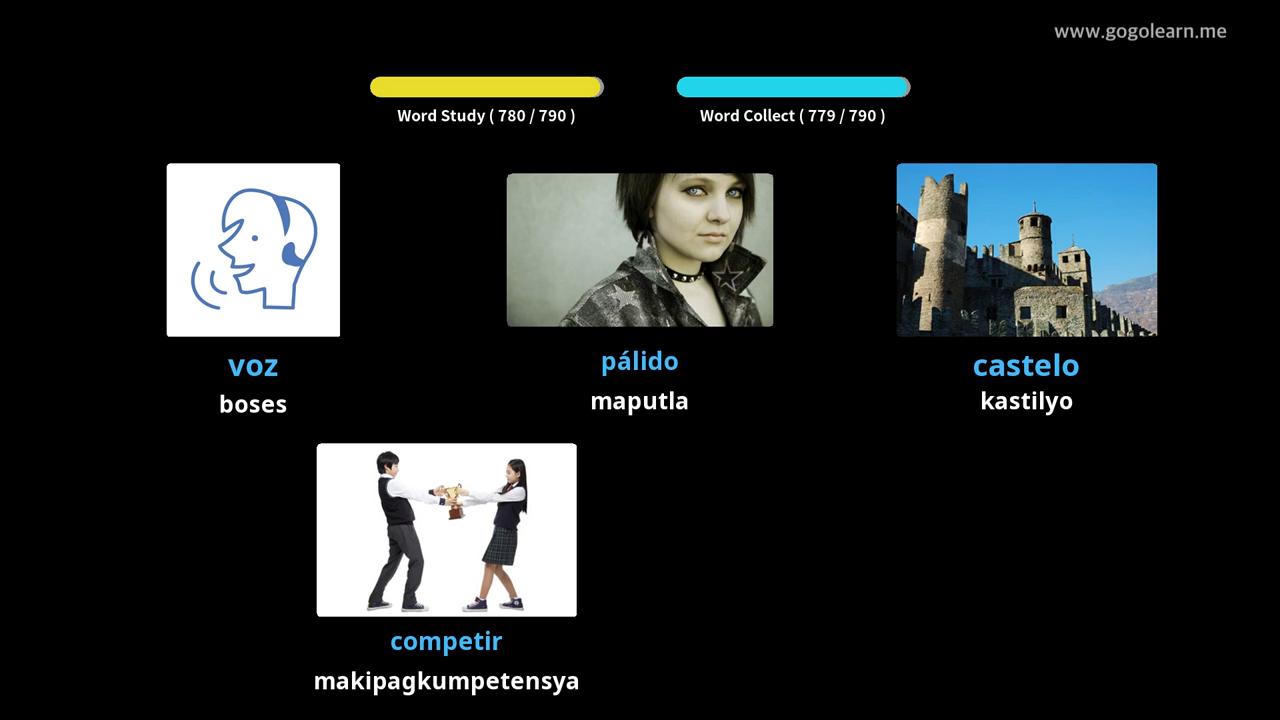 www.gogolearn.me
Word Study ( 780 / 790 )
Word Collect ( 779 / 790 )
voz
boses
pálido
maputla
castelo
kastilyo
competir
makipagkumpetensya